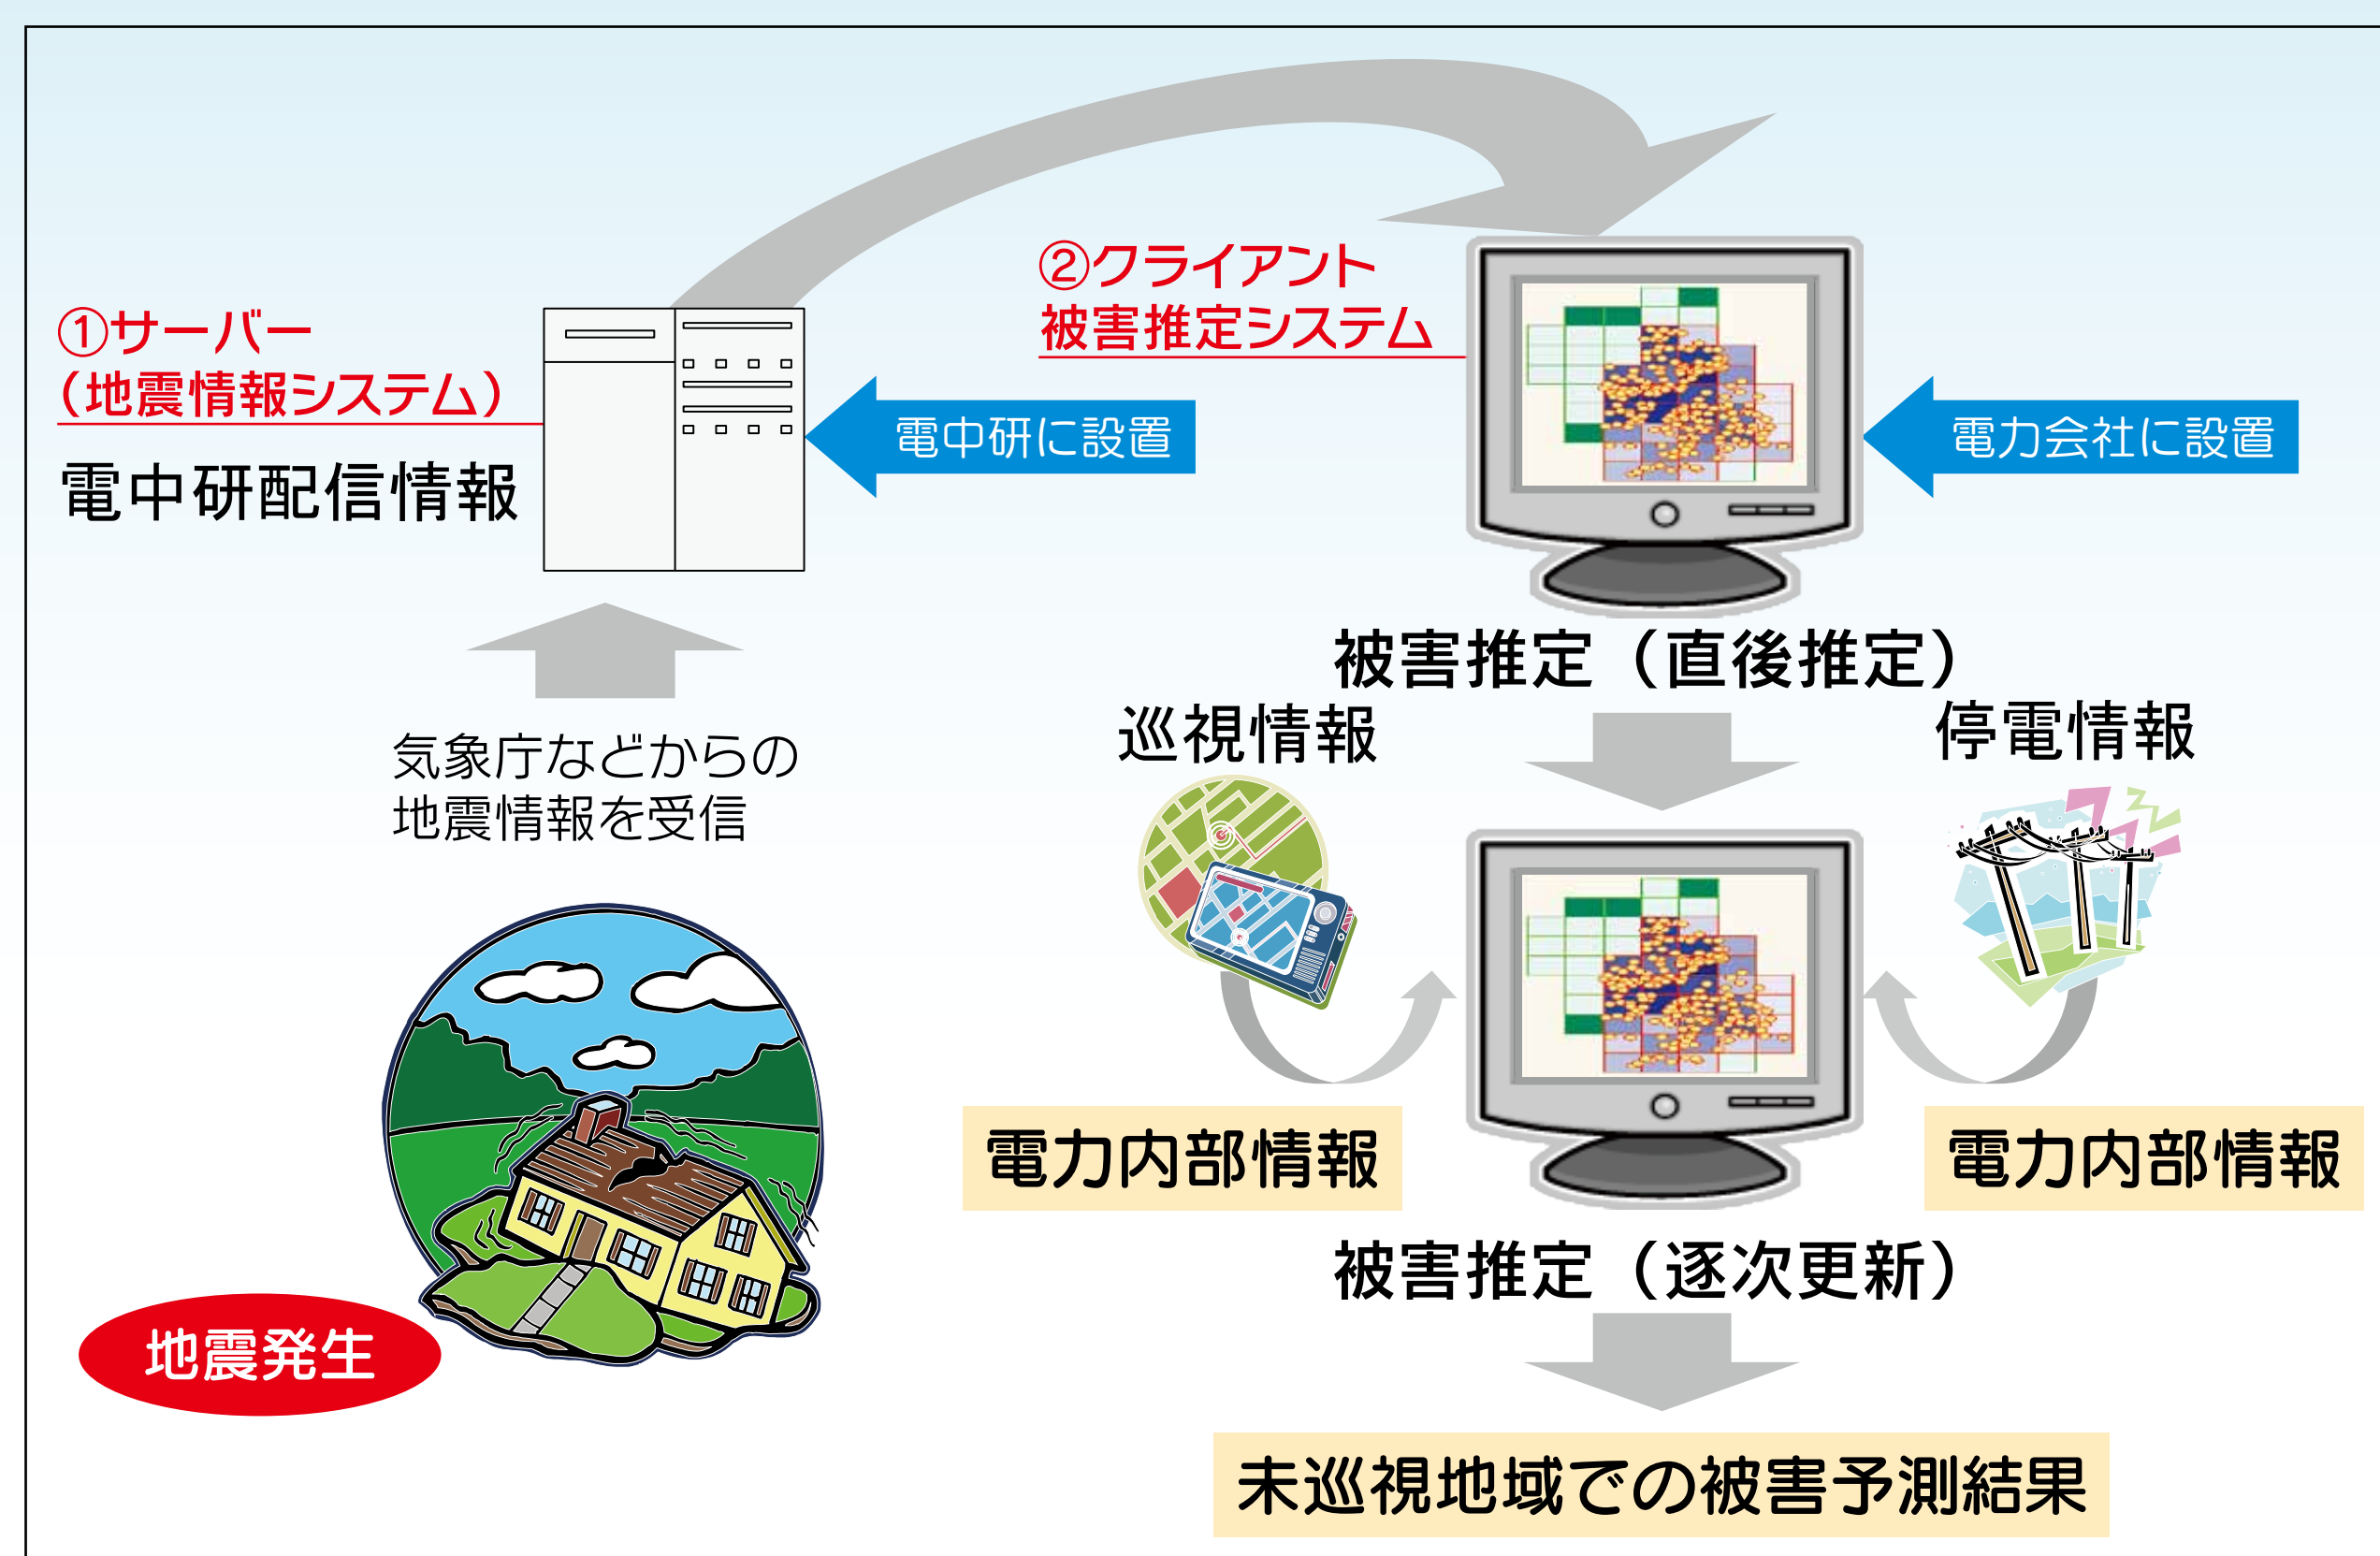 ①サーバー
（地震情報システム）
電中研配信情報
電中研に設置
気象庁などからの
地震情報を受信
地震発生
②クライアント
被害推定システム
電力会社に設置
被害推定（直後推定）
巡視情報
停電情報
電力内部情報
電力内部情報
被害推定（逐次更新）
未巡視地域での被害予測結果